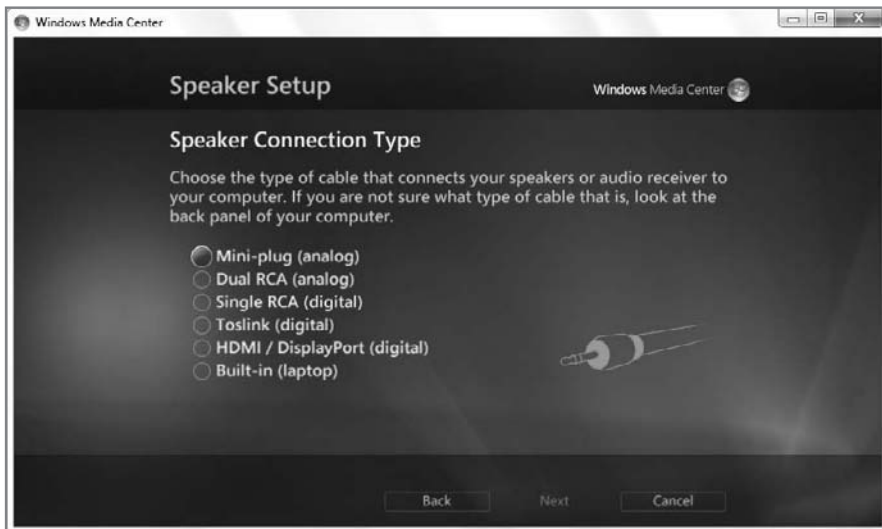 Windows Media Center
Speaker Setup
Windows Media Center
Speaker Connection Type
Choose the type of cable that connects your speakers or audio receiver to
your computer. If you are not sure what type of cable that is, look at the
back panel of your computer.
Mini-plug (analog)
Dual RCA (analog)
Single RCA (digital)
Toslink (digital)
HDMI / DisplayPort (digital)
Built-in (laptop)
Back Next Cancel